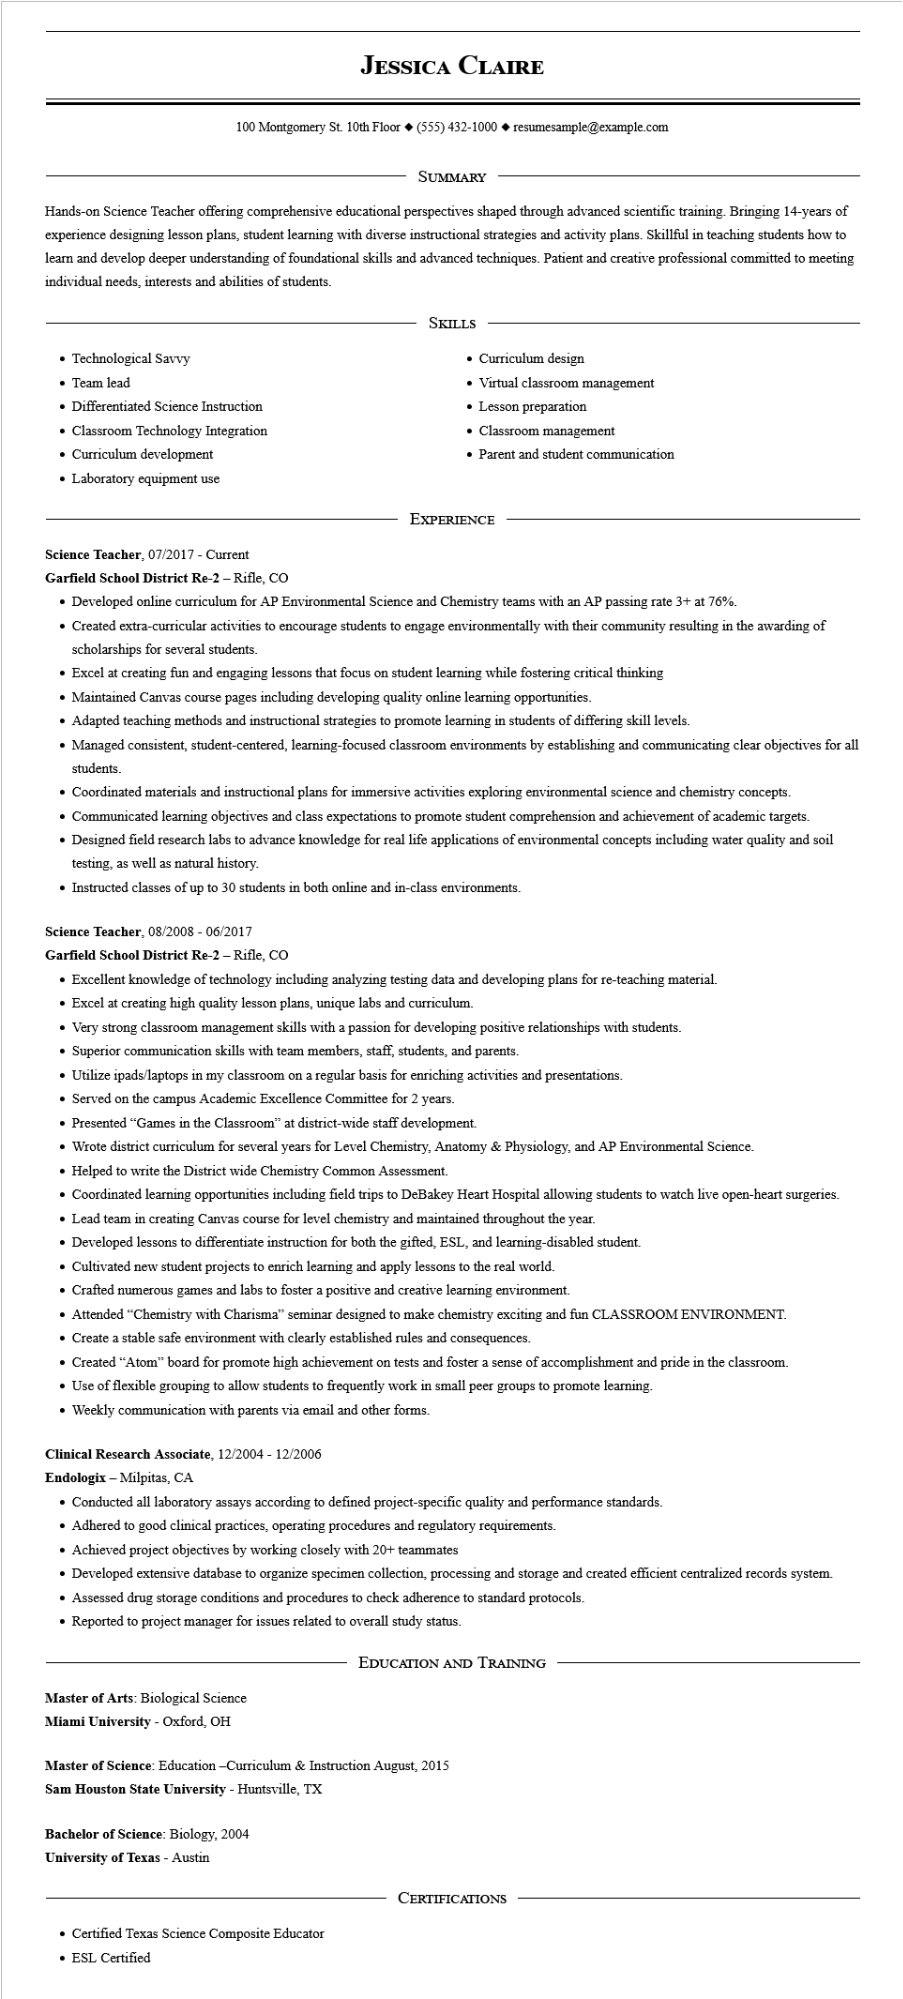 Jessica Claire
100 Montgomery St. 10th Floor ◆ (555) 432-1000 ◆ resumesample@example.com
Summary
Hands-on Science Teacher offering comprehensive educational perspectives shaped through advanced scientific training. Bringing 14-years of
experience designing lesson plans, student learning with diverse instructional strategies and activity plans. Skillful in teaching students how to
learn and develop deeper understanding of foundational skills and advanced techniques. Patient and creative professional committed to meeting
individual needs, interests and abilities of students.
Skills
• Technological Savvy
• Team lead
• Differentiated Science Instruction
• Classroom Technology Integration
• Curriculum development
• Laboratory equipment use
• Curriculum design
• Virtual classroom management
• Lesson preparation
• Classroom management
• Parent and student communication
Experience
Science Teacher, 07/2017 - Current
Garfield School District Re-2 – Rifle, CO
• Developed online curriculum for AP Environmental Science and Chemistry teams with an AP passing rate 3+ at 76%.
• Created extra-curricular activities to encourage students to engage environmentally with their community resulting in the awarding of
scholarships for several students.
• Excel at creating fun and engaging lessons that focus on student learning while fostering critical thinking
• Maintained Canvas course pages including developing quality online learning opportunities.
• Adapted teaching methods and instructional strategies to promote learning in students of differing skill levels.
• Managed consistent, student-centered, learning-focused classroom environments by establishing and communicating clear objectives for all
students.
• Coordinated materials and instructional plans for immersive activities exploring environmental science and chemistry concepts.
• Communicated learning objectives and class expectations to promote student comprehension and achievement of academic targets.
• Designed field research labs to advance knowledge for real life applications of environmental concepts including water quality and soil
testing, as well as natural history.
• Instructed classes of up to 30 students in both online and in-class environments.
Science Teacher, 08/2008 - 06/2017
Garfield School District Re-2 – Rifle, CO
• Excellent knowledge of technology including analyzing testing data and developing plans for re-teaching material.
• Excel at creating high quality lesson plans, unique labs and curriculum.
• Very strong classroom management skills with a passion for developing positive relationships with students.
• Superior communication skills with team members, staff, students, and parents.
• Utilize ipads/laptops in my classroom on a regular basis for enriching activities and presentations.
• Served on the campus Academic Excellence Committee for 2 years.
• Presented “Games in the Classroom” at district-wide staff development.
• Wrote district curriculum for several years for Level Chemistry, Anatomy & Physiology, and AP Environmental Science.
• Helped to write the District wide Chemistry Common Assessment.
• Coordinated learning opportunities including field trips to DeBakey Heart Hospital allowing students to watch live open-heart surgeries.
• Lead team in creating Canvas course for level chemistry and maintained throughout the year.
• Developed lessons to differentiate instruction for both the gifted, ESL, and learning-disabled student.
• Cultivated new student projects to enrich learning and apply lessons to the real world.
• Crafted numerous games and labs to foster a positive and creative learning environment.
• Attended “Chemistry with Charisma” seminar designed to make chemistry exciting and fun CLASSROOM ENVIRONMENT.
• Create a stable safe environment with clearly established rules and consequences.
• Created “Atom” board for promote high achievement on tests and foster a sense of accomplishment and pride in the classroom.
• Use of flexible grouping to allow students to frequently work in small peer groups to promote learning.
• Weekly communication with parents via email and other forms.
Clinical Research Associate, 12/2004 - 12/2006
Endologix – Milpitas, CA
• Conducted all laboratory assays according to defined project-specific quality and performance standards.
• Adhered to good clinical practices, operating procedures and regulatory requirements.
• Achieved project objectives by working closely with 20+ teammates
• Developed extensive database to organize specimen collection, processing and storage and created efficient centralized records system.
• Assessed drug storage conditions and procedures to check adherence to standard protocols.
• Reported to project manager for issues related to overall study status.
Education and Training
Master of Arts: Biological Science
Miami University - Oxford, OH
Master of Science: Education –Curriculum & Instruction August, 2015
Sam Houston State University - Huntsville, TX
Bachelor of Science: Biology, 2004
University of Texas - Austin
Certifications
• Certified Texas Science Composite Educator
• ESL Certified